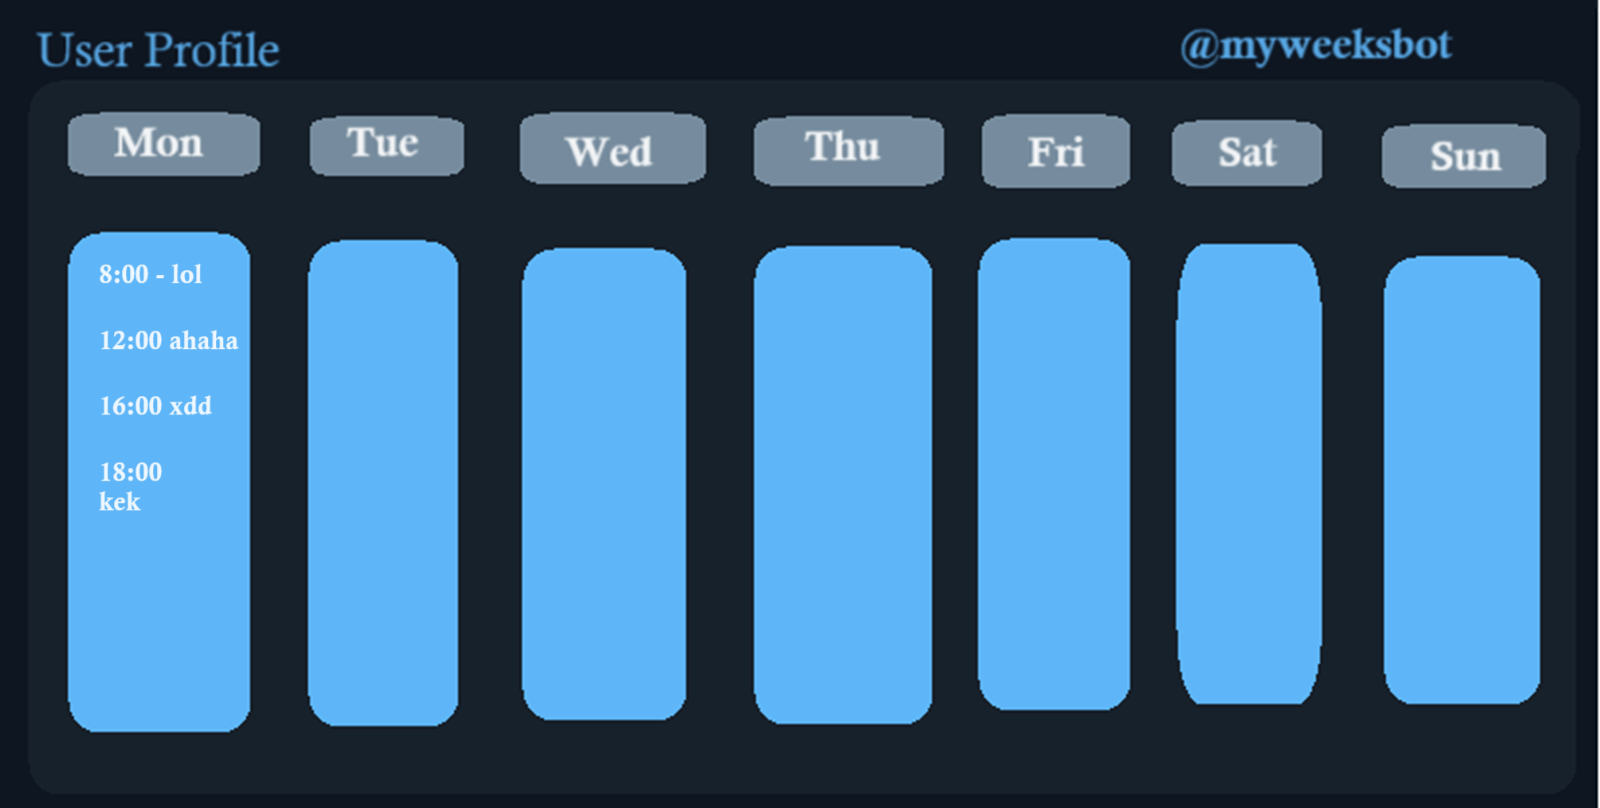 User Profile
@myweeksbot
Mon
Tue
Wed
Thu
Fri
Sat
Sun
8:00 - lol
12:00 ahaha
16:00 xdd
18:00
kek